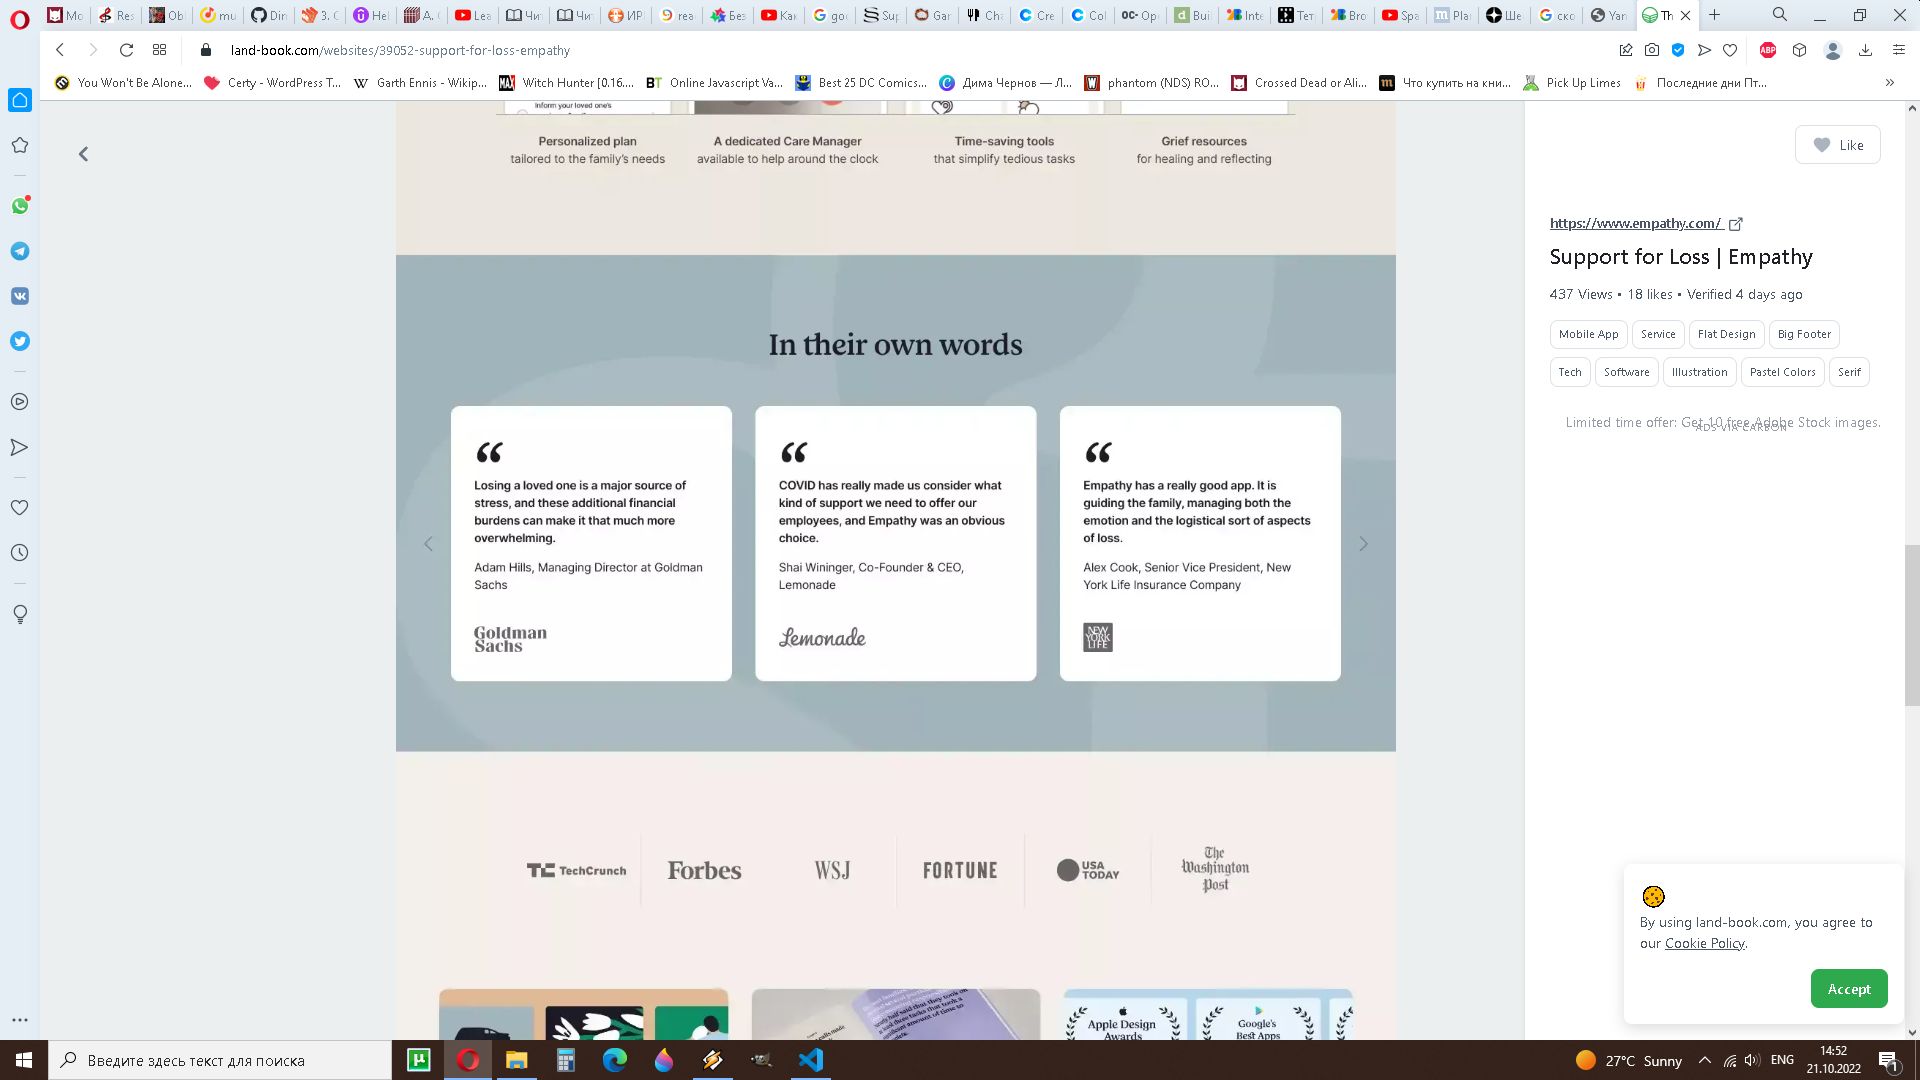 Mo
Res
Ob
mu
Din
3. C
Hel
A. C
Lea
Чит
Чит
ИР
rea
Без
Как
goo
Sup
Gar
Cha
Cre
Col
Ope
Buil
Inte
Тет
Bro
Spa
Plan
Ше
ско
Yan
Th
land-book.com/websites/39052-support-for-loss-empathy
You Won't Be Alone...
Certy - WordPress T...
Garth Ennis - Wikip...
Witch Hunter [0.16....
Online Javascript Va...
Best 25 DC Comics...
Дима Чернов — Л...
phantom (NDS) RO...
Crossed Dead or Ali...
Что купить на кни...
Pick Up Limes
Последние дни Пт...
Inform your loved one's
Personalized plan
tailored to the family's needs
A dedicated Care Manager
available to help around the clock
Time-saving tools
that simplify tedious tasks
Grief resources
for healing and reflecting
In their own words
Losing a loved one is a major source of
stress, and these additional financial
burdens can make it that much more
overwhelming.
Adam Hills, Managing Director at Goldman
Sachs
Goldman
Sachs
COVID has really made us consider what
kind of support we need to offer our
employees, and Empathy was an obvious
choice.
Shai Wininger, Co-Founder & CEO,
Lemonade
Lemonade
Empathy has a really good app. It is
guiding the family, managing both the
emotion and the logistical sort of aspects
of loss.
Alex Cook, Senior Vice President, New
York Life Insurance Company
NEW
YORK
LIFE
TechCrunch
Forbes
WSJ
FORTUNE
USA
TODAY
The
Washington
Post
Apple Design
Awards
Google's
Best Apps
Like
https://www.empathy.com/
Support for Loss | Empathy
437 Views • 18 likes • Verified 4 days ago
Mobile App
Service
Flat Design
Big Footer
Tech
Software
Illustration
Pastel Colors
Serif
Limited time offer: Get 10 free Adobe Stock images.
ADS VIA CARBON
By using land-book.com, you agree to
our Cookie Policy.
Accept
Введите здесь текст для поиска
27°C Sunny
ENG
14:52
21.10.2022
1